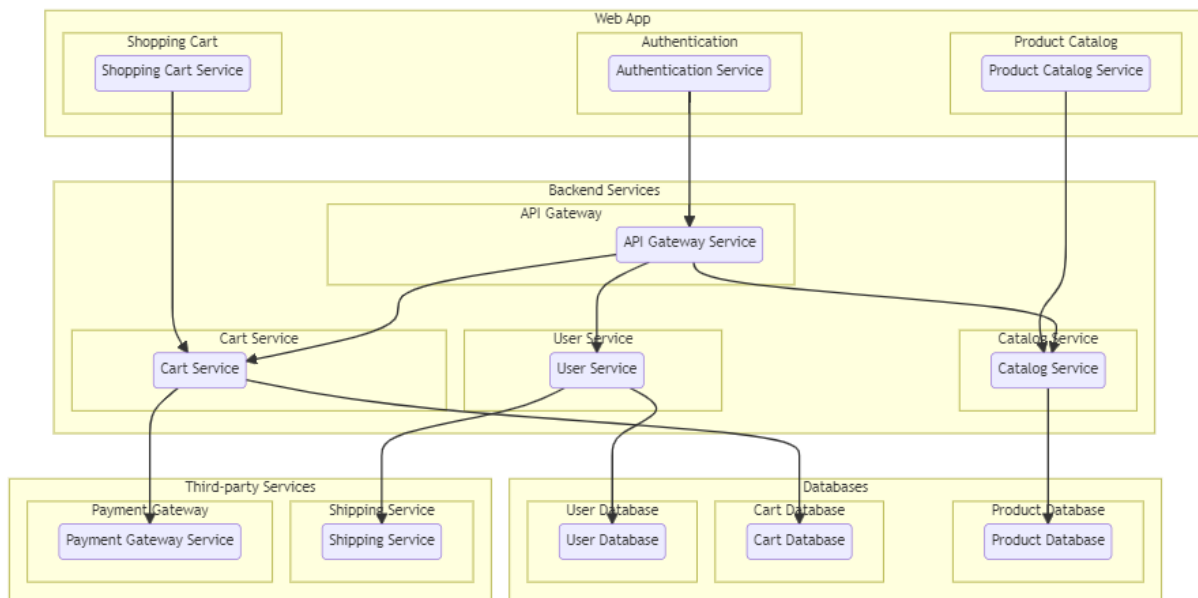 Web App
Shopping Cart
Authentication
Product Catalog
Shopping Cart Service
Authentication Service
Product Catalog Service
Backend Services
API Gateway
API Gateway Service
Cart Service
User Service
Catalog Service
Cart Service
User Service
Catalog Service
Third-party Services
Databases
Payment Gateway
Shipping Service
User Database
Cart Database
Product Database
Payment Gateway Service
Shipping Service
User Database
Cart Database
Product Database